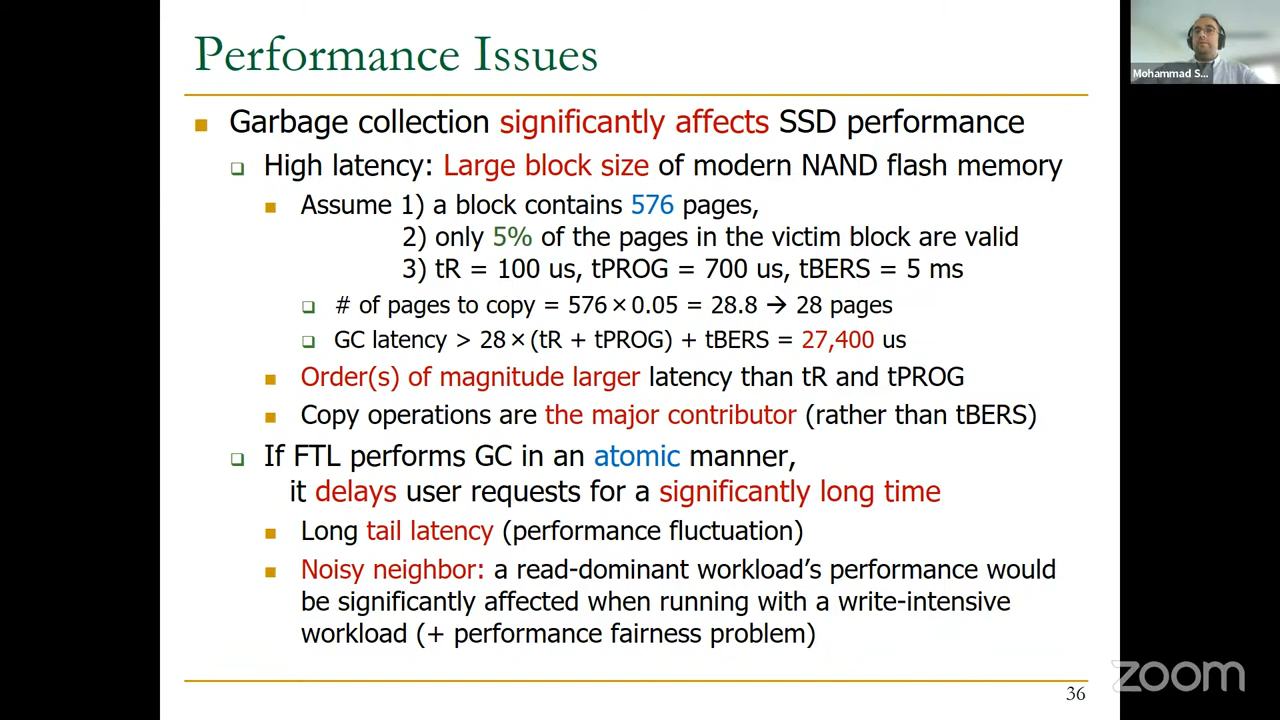 Performance Issues
Garbage collection significantly affects SSD performance
High latency: Large block size of modern NAND flash memory
Assume 1) a block contains 576 pages,
2) only 5% of the pages in the victim block are valid
3) tR = 100 us, tPROG = 700 us, tBERS = 5 ms
# of pages to copy = 576×0.05 = 28.8 → 28 pages
GC latency > 28×(tR + tPROG) + tBERS = 27,400 us
Order(s) of magnitude larger latency than tR and tPROG
Copy operations are the major contributor (rather than tBERS)
If FTL performs GC in an atomic manner,
it delays user requests for a significantly long time
Long tail latency (performance fluctuation)
Noisy neighbor: a read-dominant workload's performance would
be significantly affected when running with a write-intensive
workload (+ performance fairness problem)
36
Mohammad S...
zoom